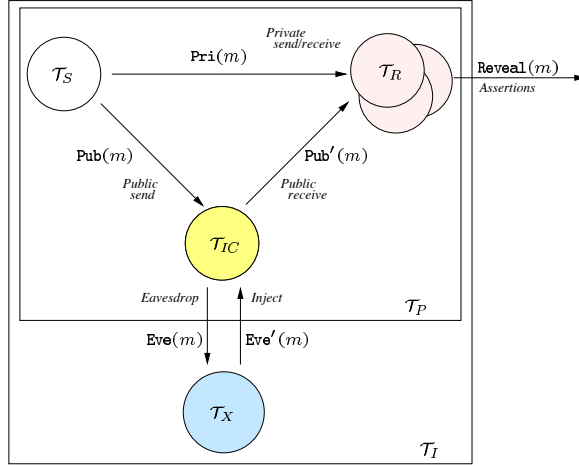 Private
send/receive
Pri(m)
𝒯_S
𝒯_R
Reveal(m)
Assertions
Pub(m)
Pub′(m)
Public
send
Public
receive
𝒯_IC
Eavesdrop
Inject
𝒯_P
Eve(m)
Eve′(m)
𝒯_X
𝒯_I